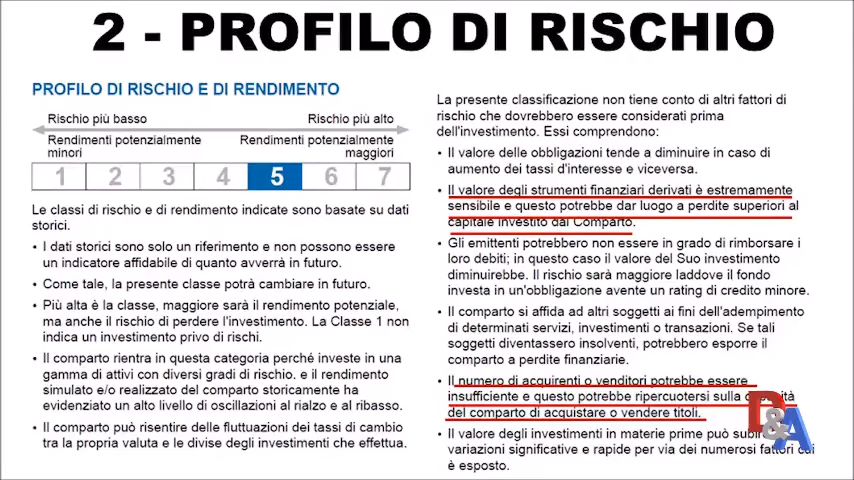 2 - PROFILO DI RISCHIO
PROFILO DI RISCHIO E DI RENDIMENTO
Rischio più basso Rischio più alto
Rendimenti potenzialmente minori Rendimenti potenzialmente maggiori
1 2 3 4 5 6 7
Le classi di rischio e di rendimento indicate sono basate su dati
storici.
• I dati storici sono solo un riferimento e non possono essere
un indicatore affidabile di quanto avverrà in futuro.
• Come tale, la presente classe potrà cambiare in futuro.
• Più alta è la classe, maggiore sarà il rendimento potenziale,
ma anche il rischio di perdere l'investimento. La Classe 1 non
indica un investimento privo di rischi.
• Il comparto rientra in questa categoria perché investe in una
gamma di attivi con diversi gradi di rischio. e il rendimento
simulato e/o realizzato del comparto storicamente ha
evidenziato un alto livello di oscillazioni al rialzo e al ribasso.
• Il comparto può risentire delle fluttuazioni dei tassi di cambio
tra la propria valuta e le divise degli investimenti che effettua.
La presente classificazione non tiene conto di altri fattori di
rischio che dovrebbero essere considerati prima
dell'investimento. Essi comprendono:
• Il valore delle obbligazioni tende a diminuire in caso di
aumento dei tassi d'interesse e viceversa.
• Il valore degli strumenti finanziari derivati è estremamente
sensibile e questo potrebbe dar luogo a perdite superiori al
capitale investito dal Comparto.
• Gli emittenti potrebbero non essere in grado di rimborsare i
loro debiti; in questo caso il valore del Suo investimento
diminuirebbe. Il rischio sarà maggiore laddove il fondo
investa in un'obbligazione avente un rating di credito minore.
• Il comparto si affida ad altri soggetti ai fini dell'adempimento
di determinati servizi, investimenti o transazioni. Se tali
soggetti diventassero insolventi, potrebbero esporre il
comparto a perdite finanziarie.
• Il numero di acquirenti o venditori potrebbe essere
insufficiente e questo potrebbe ripercuotersi sulla
del comparto di acquistare o vendere titoli.
• Il valore degli investimenti in materie prime può subire
variazioni significative e rapide per via dei numerosi fattori cui
è esposto.
D&A